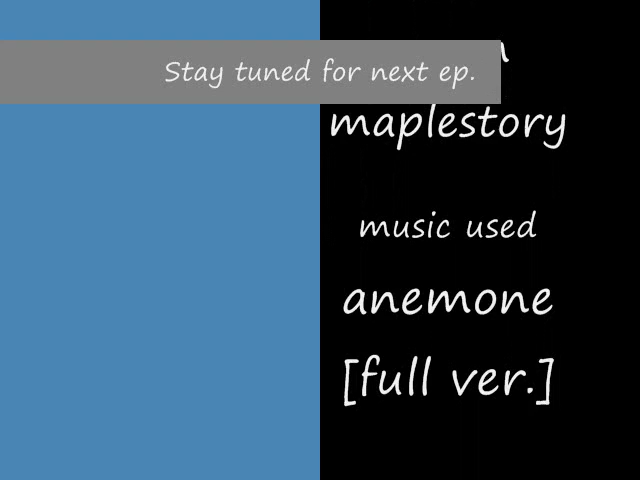 Stay tuned for next ep.
maplestory
music used
anemone
[full ver.]